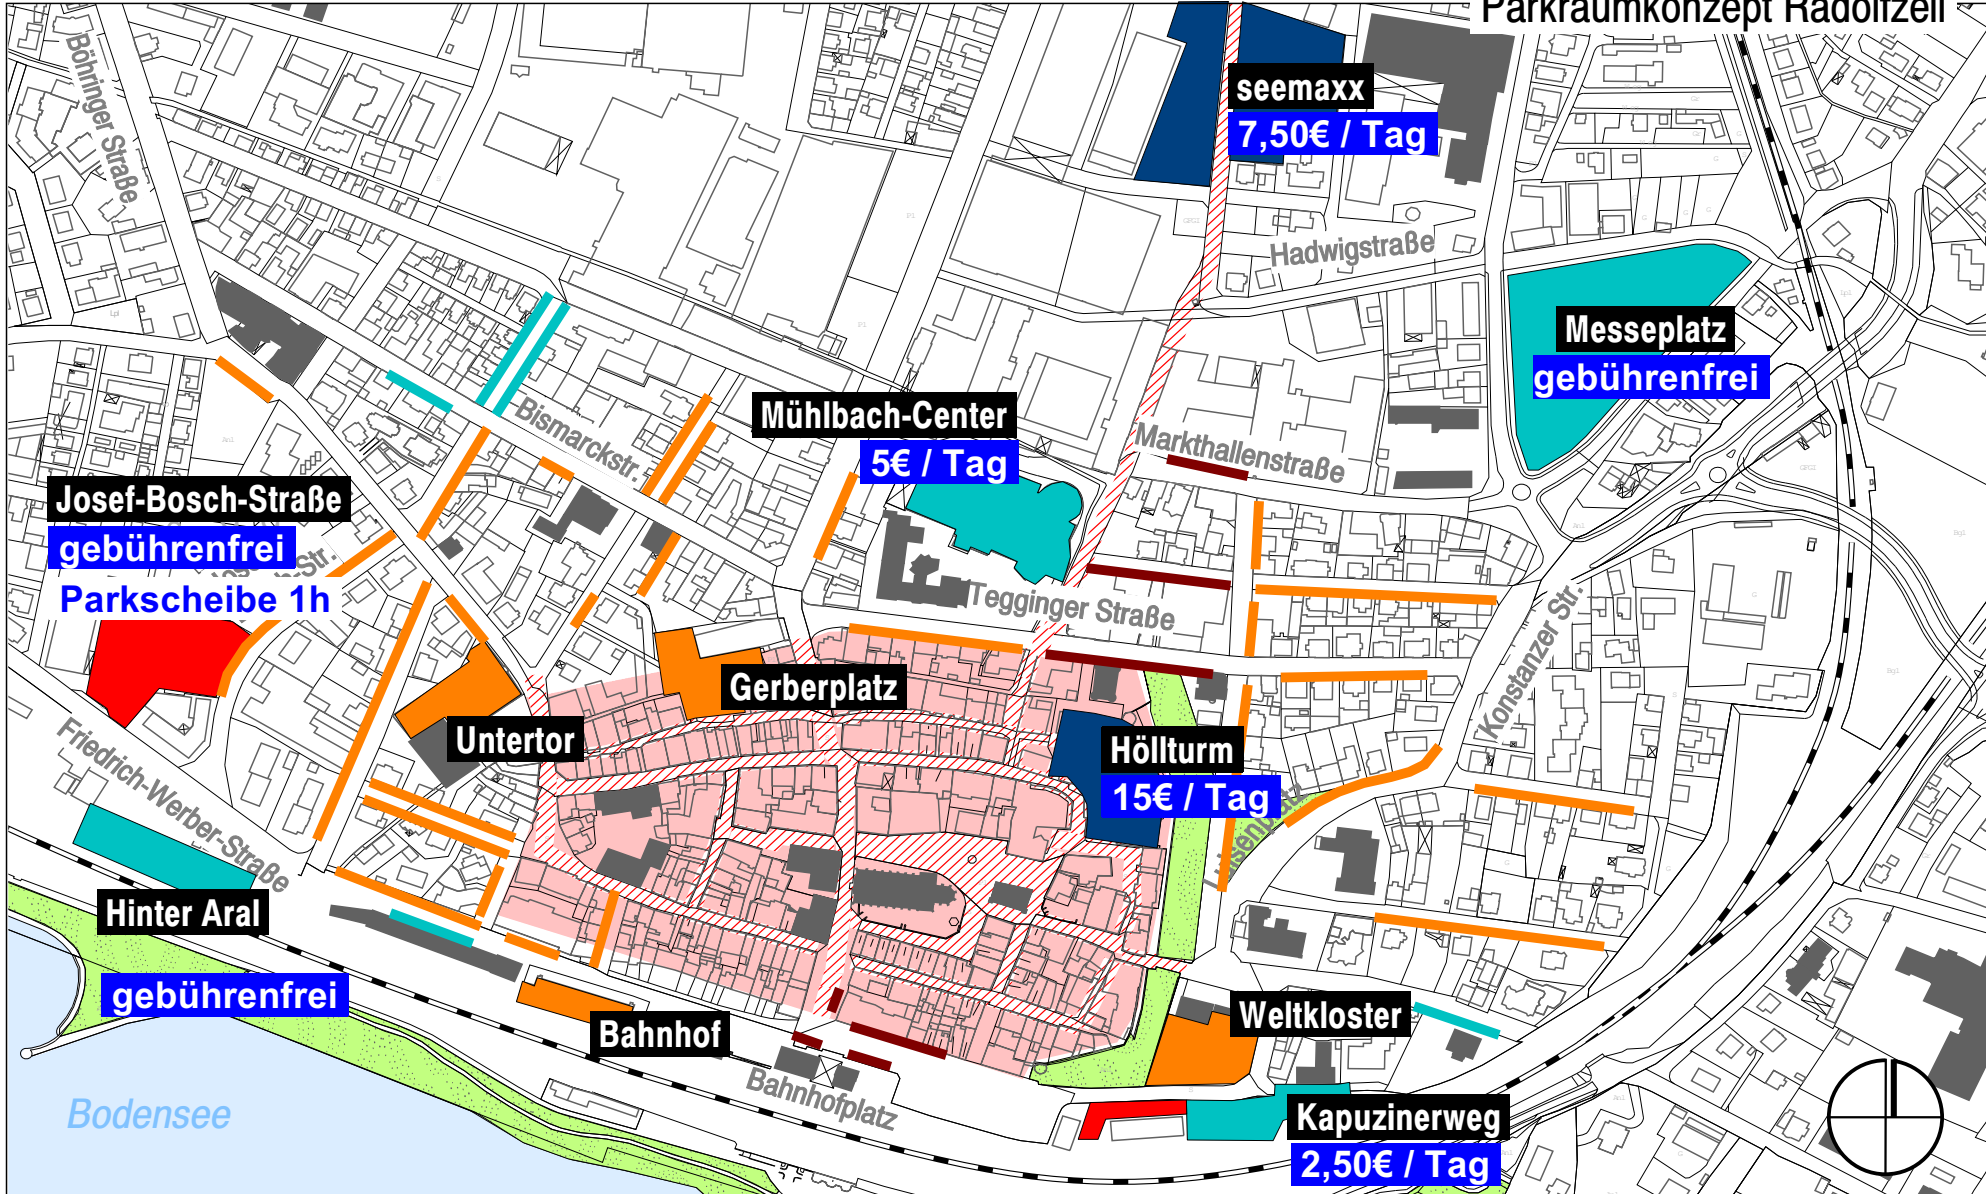 Parkraumkonzept Radolfzell
Böhringer Straße
seemaxx
7,50€ / Tag
Hadwigstraße
Messeplatz
gebührenfrei
Bismarckstr.
Mühlbach-Center
5€ / Tag
Markthallenstraße
Josef-Bosch-Straße
gebührenfrei
Parkscheibe 1h
Tegginger Straße
Konstanzer Str.
Gerberplatz
Untertor
Höllturm
15€ / Tag
Friedrich-Werber-Straße
Hinter Aral
gebührenfrei
Weltkloster
Bahnhof
Bahnhofplatz
Bodensee
Kapuzinerweg
2,50€ / Tag